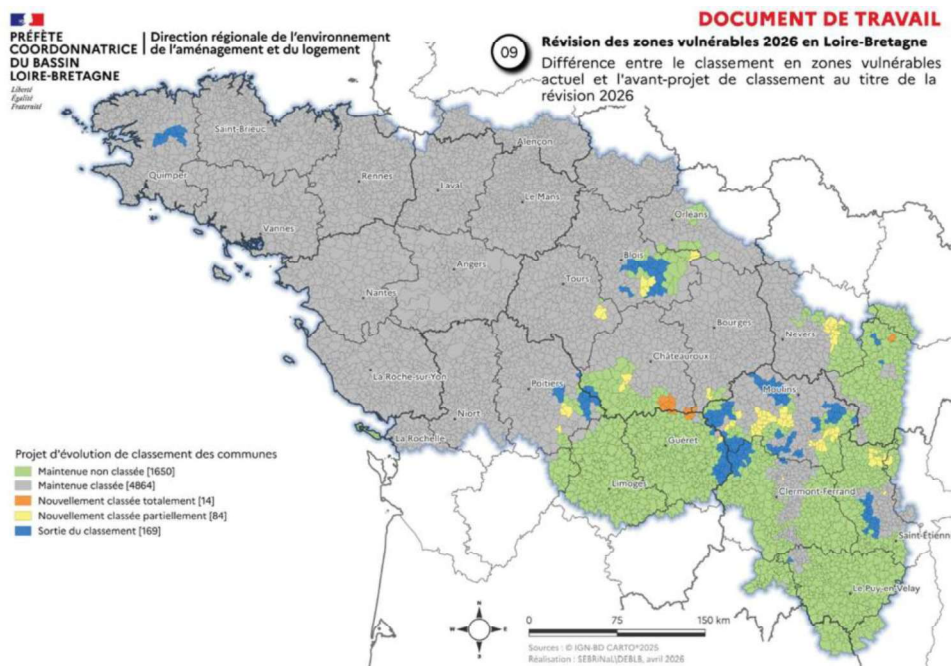 DOCUMENT DE TRAVAIL
PRÉFÈTE
COORDONNATRICE
DU BASSIN
LOIRE-BRETAGNE
Liberté
Égalité
Fraternité
Direction régionale de l'environnement
de l'aménagement et du logement
09
Révision des zones vulnérables 2026 en Loire-Bretagne
Différence entre le classement en zones vulnérables
actuel et l'avant-projet de classement au titre de la
révision 2026
Saint-Brieuc
Alençon
Quimper
Rennes
Laval
Le Mans
Orléans
Vannes
Blois
Angers
Tours
Nantes
Bourges
Nevers
Châteauroux
La Roche-sur-Yon
Poitiers
Moulins
Niort
La Rochelle
Guéret
Limoges
Clermont-Ferrand
Saint-Étienne
Le Puy-en-Velay
Projet d'évolution de classement des communes
Maintenue non classée [1650]
Maintenue classée [4864]
Nouvellement classée totalement [14]
Nouvellement classée partiellement [84]
Sortie du classement [169]
N
W
E
S
0 75 150 km
Sources : © IGN-BD CARTO®2025
Réalisation : SEBRiNaL\DEBLB, avril 2026